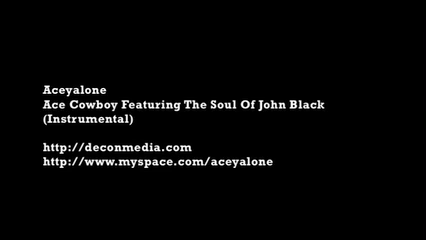 Aceyalone
Ace Cowboy Featuring The Soul Of John Black
(Instrumental)
http://deconmedia.com
http://www.myspace.com/aceyalone